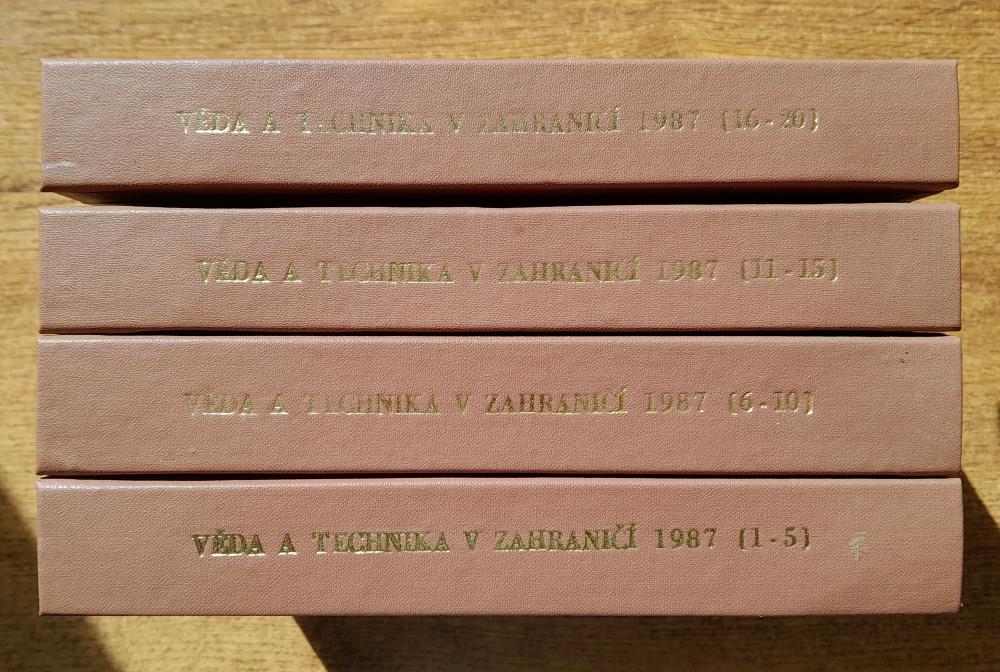 VĚDA A TECHNIKA V ZAHRANIČÍ 1987 (16-20)
VĚDA A TECHNIKA V ZAHRANIČÍ 1987 (11-15)
VĚDA A TECHNIKA V ZAHRANIČÍ 1987 (6-10)
VĚDA A TECHNIKA V ZAHRANIČÍ 1987 (1-5)